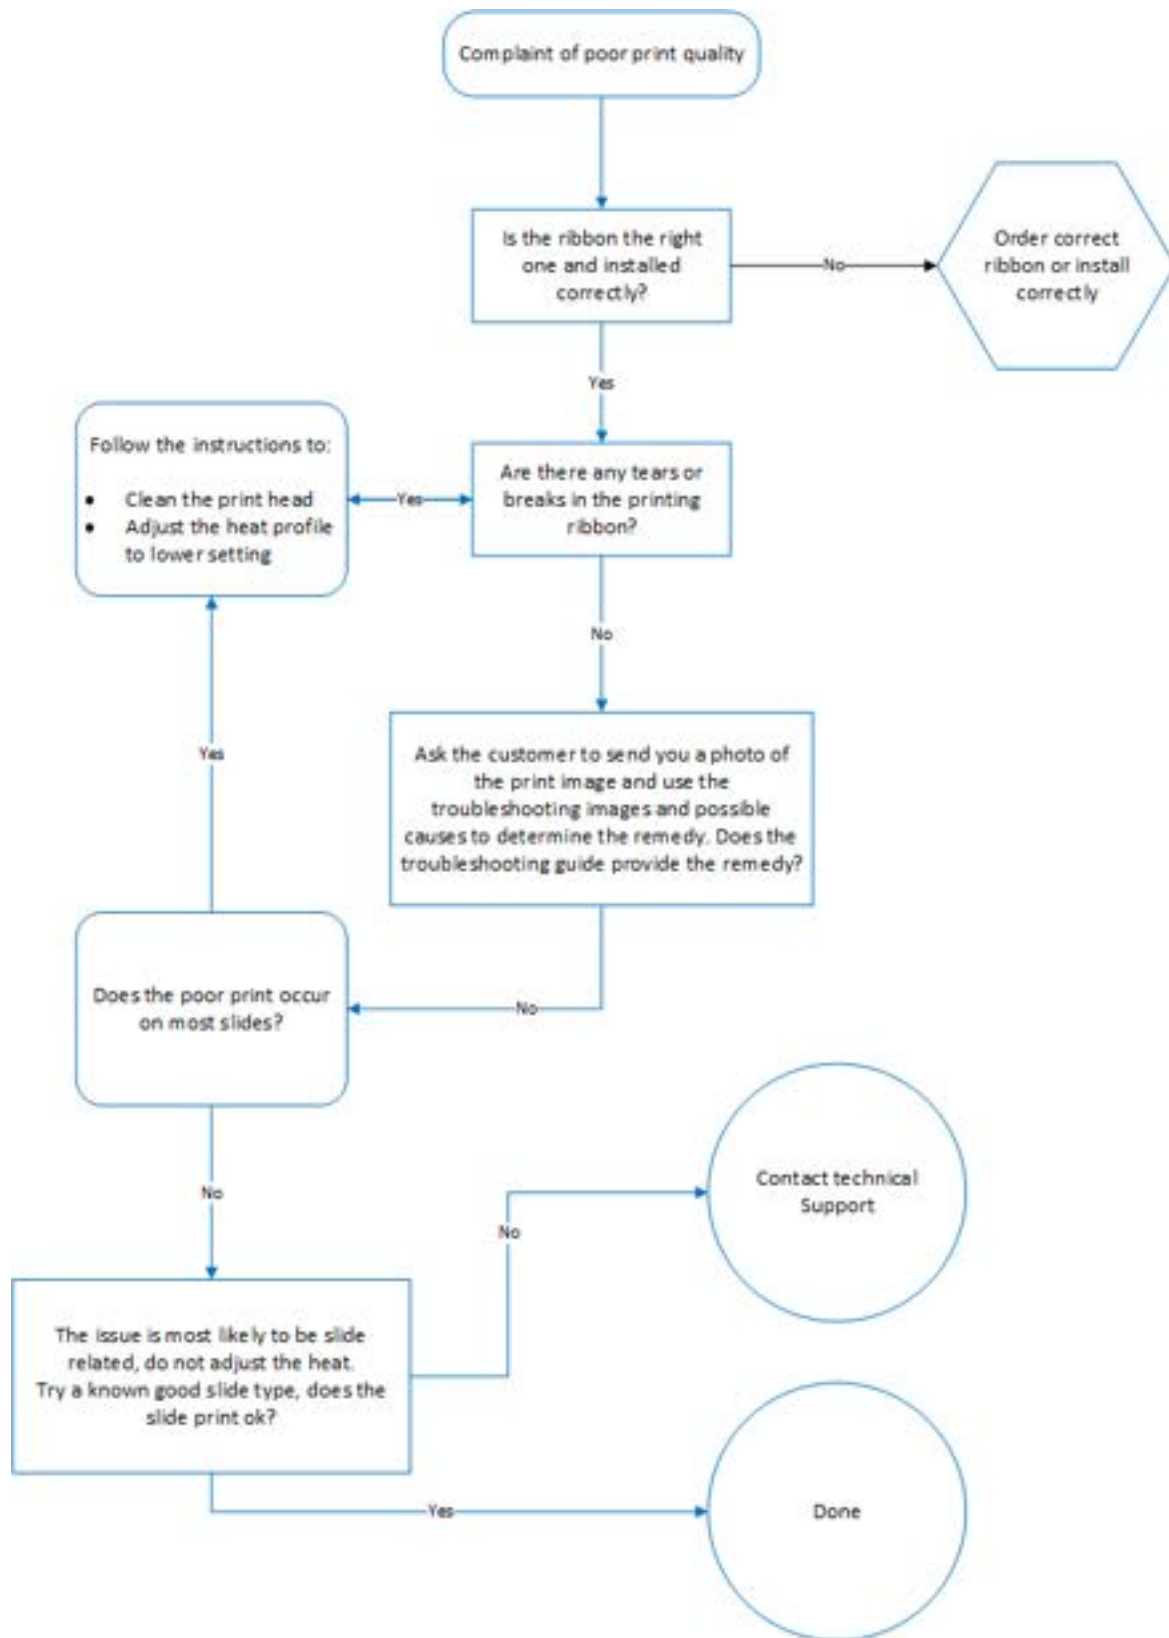 Complaint of poor print quality
Is the ribbon the right
one and installed
correctly?
No
Order correct
ribbon or install
correctly
Yes
Follow the instructions to:
• Clean the print head
• Adjust the heat profile
to lower setting
Yes
Are there any tears or
breaks in the printing
ribbon?
No
Ask the customer to send you a photo of
the print image and use the
troubleshooting images and possible
causes to determine the remedy. Does the
troubleshooting guide provide the remedy?
Yes
Does the poor print occur
on most slides?
No
No
Contact technical
Support
No
The issue is most likely to be slide
related, do not adjust the heat.
Try a known good slide type, does the
slide print ok?
Yes
Done